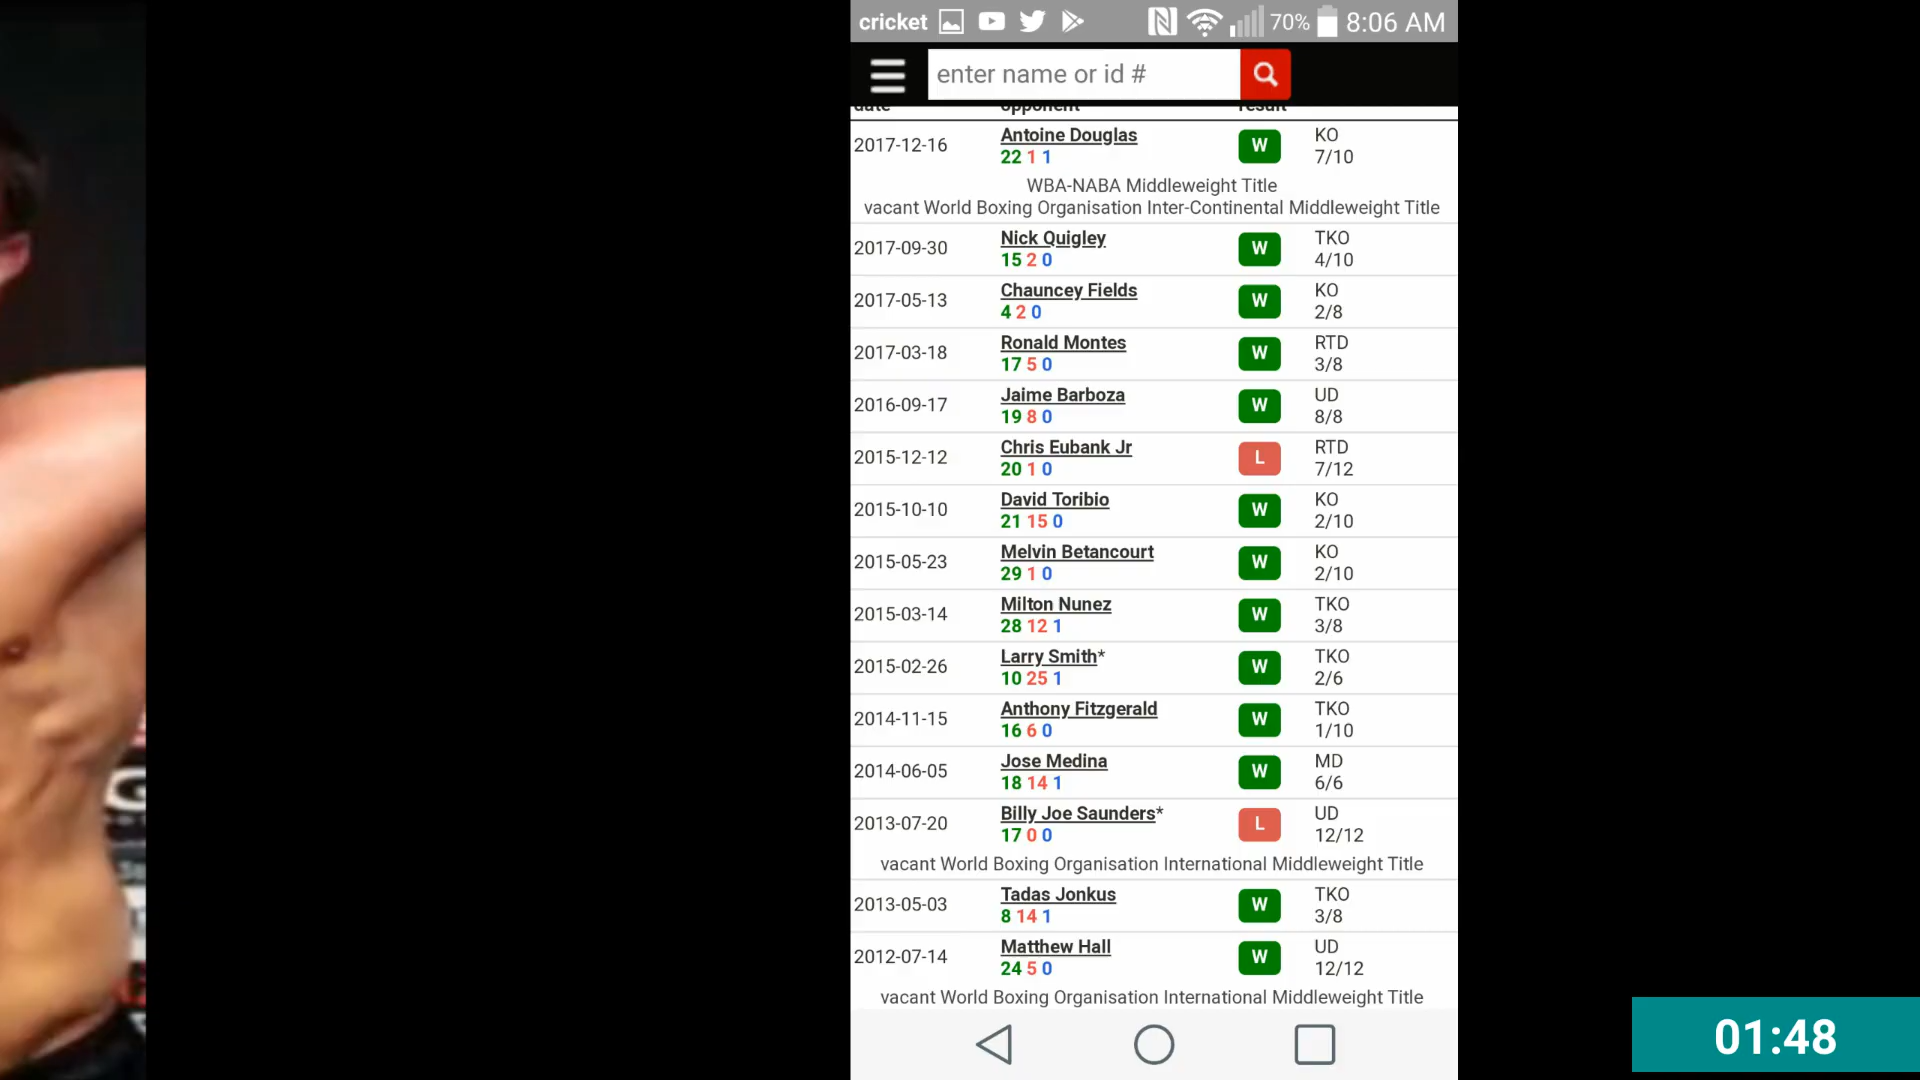 cricket 70% 8:06 AM
enter name or id #
date opponent result
2017-12-16 Antoine Douglas W KO
22 1 1 7/10
WBA-NABA Middleweight Title
vacant World Boxing Organisation Inter-Continental Middleweight Title
2017-09-30 Nick Quigley W TKO
15 2 0 4/10
2017-05-13 Chauncey Fields W KO
4 2 0 2/8
2017-03-18 Ronald Montes W RTD
17 5 0 3/8
2016-09-17 Jaime Barboza W UD
19 8 0 8/8
2015-12-12 Chris Eubank Jr L RTD
20 1 0 7/12
2015-10-10 David Toribio W KO
21 15 0 2/10
2015-05-23 Melvin Betancourt W KO
29 1 0 2/10
2015-03-14 Milton Nunez W TKO
28 12 1 3/8
2015-02-26 Larry Smith* W TKO
10 25 1 2/6
2014-11-15 Anthony Fitzgerald W TKO
16 6 0 1/10
2014-06-05 Jose Medina W MD
18 14 1 6/6
2013-07-20 Billy Joe Saunders* L UD
17 0 0 12/12
vacant World Boxing Organisation International Middleweight Title
2013-05-03 Tadas Jonkus W TKO
8 14 1 3/8
2012-07-14 Matthew Hall W UD
24 5 0 12/12
vacant World Boxing Organisation International Middleweight Title
01:48